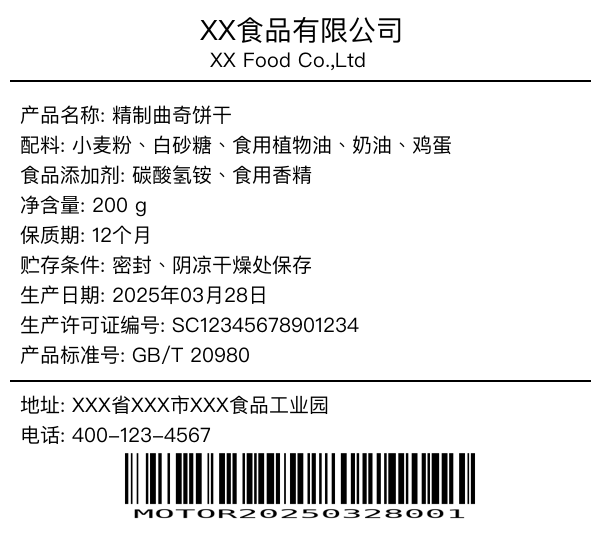 XX食品有限公司
XX Food Co.,Ltd
产品名称: 精制曲奇饼干
配料: 小麦粉、白砂糖、食用植物油、奶油、鸡蛋
食品添加剂: 碳酸氢铵、食用香精
净含量: 200 g
保质期: 12个月
贮存条件: 密封、阴凉干燥处保存
生产日期: 2025年03月28日
生产许可证编号: SC12345678901234
产品标准号: GB/T 20980
地址: XXX省XXX市XXX食品工业园
电话: 400-123-4567
MOTOR20250328001